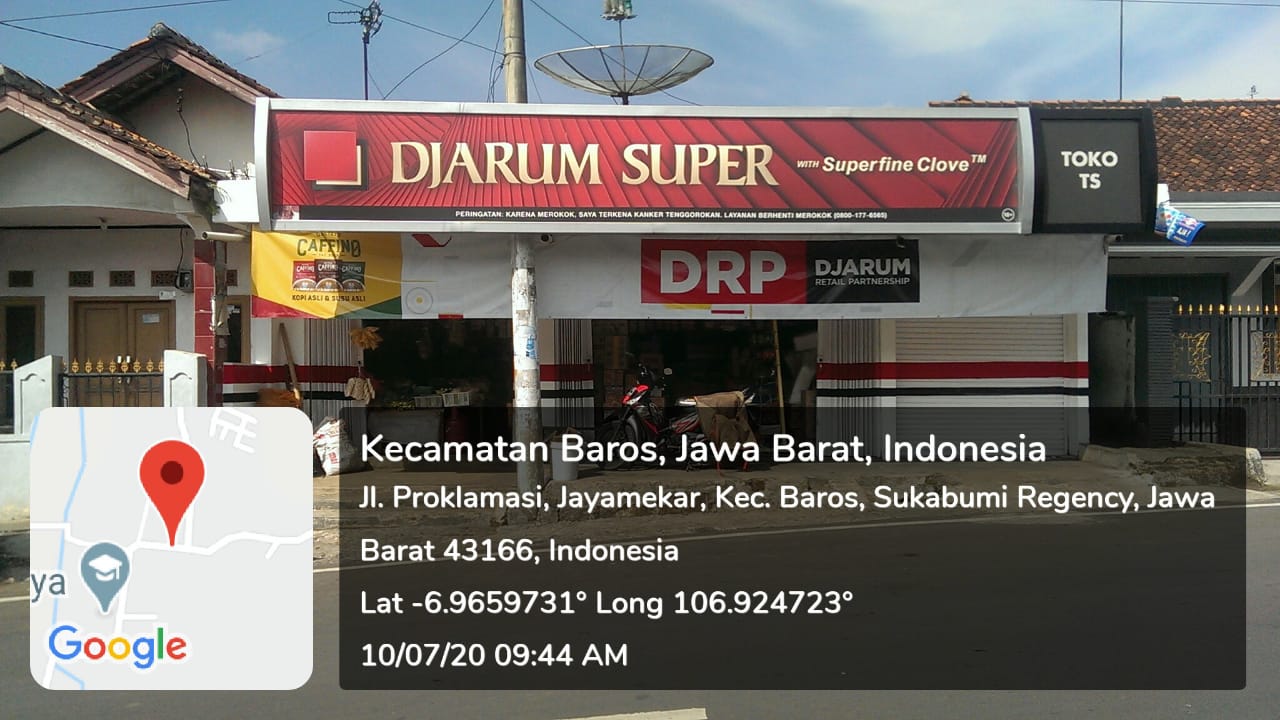 DJARUM SUPER WITH Superfine Clove™
PERINGATAN: KARENA MEROKOK, SAYA TERKENA KANKER TENGGOROKAN. LAYANAN BERHENTI MEROKOK (0800-177-6565)
18+
TOKO
TS
CAFFINO
KOPI ASLI & SUSU ASLI
DRP
DJARUM
RETAIL PARTNERSHIP
Kecamatan Baros, Jawa Barat, Indonesia
Jl. Proklamasi, Jayamekar, Kec. Baros, Sukabumi Regency, Jawa
Barat 43166, Indonesia
Lat -6.9659731° Long 106.924723°
10/07/20 09:44 AM
ya
Google